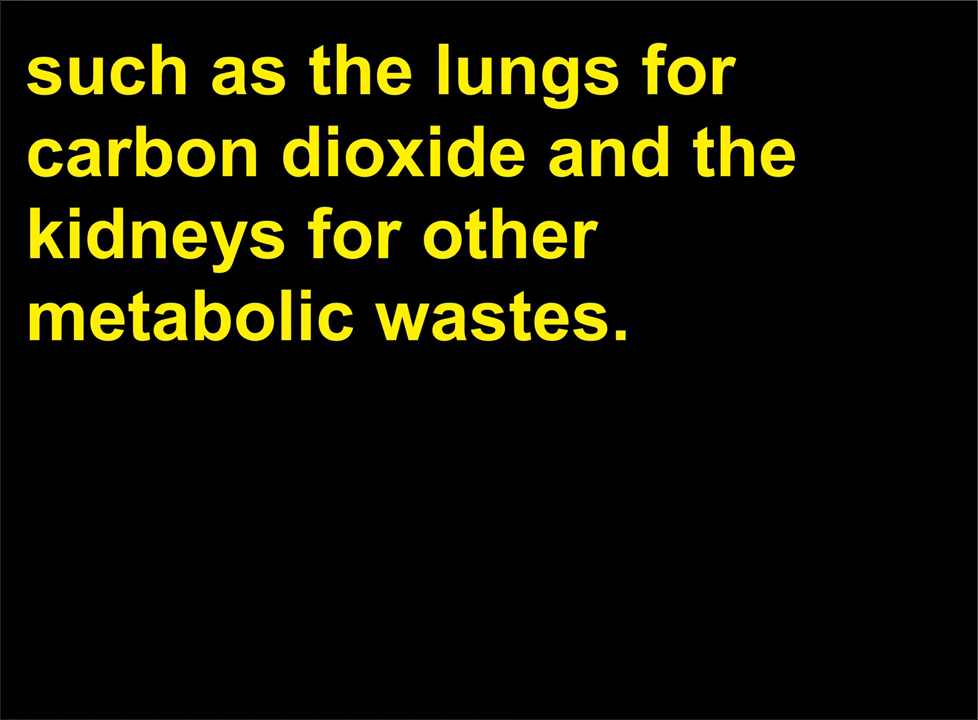 such as the lungs for
carbon dioxide and the
kidneys for other
metabolic wastes.